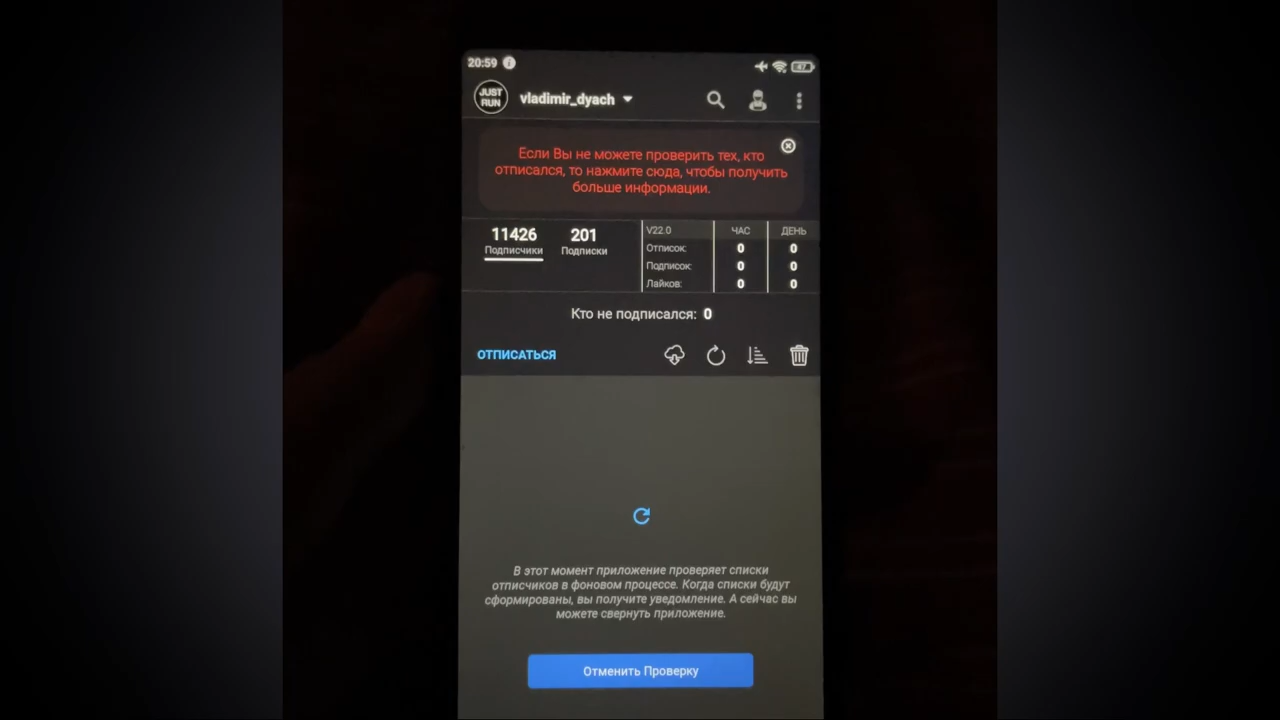 20:59
47
JUST
RUN
vladimir_dyach
Если Вы не можете проверить тех, кто
отписался, то нажмите сюда, чтобы получить
больше информации.
11426
Подписчики
201
Подписки
V22.0 ЧАС ДЕНЬ
Отписок: 0 0
Подписок: 0 0
Лайков: 0 0
Кто не подписался: 0
ОТПИСАТЬСЯ
В этот момент приложение проверяет списки
отписчиков в фоновом процессе. Когда списки будут
сформированы, вы получите уведомление. А сейчас вы
можете свернуть приложение.
Отменить Проверку